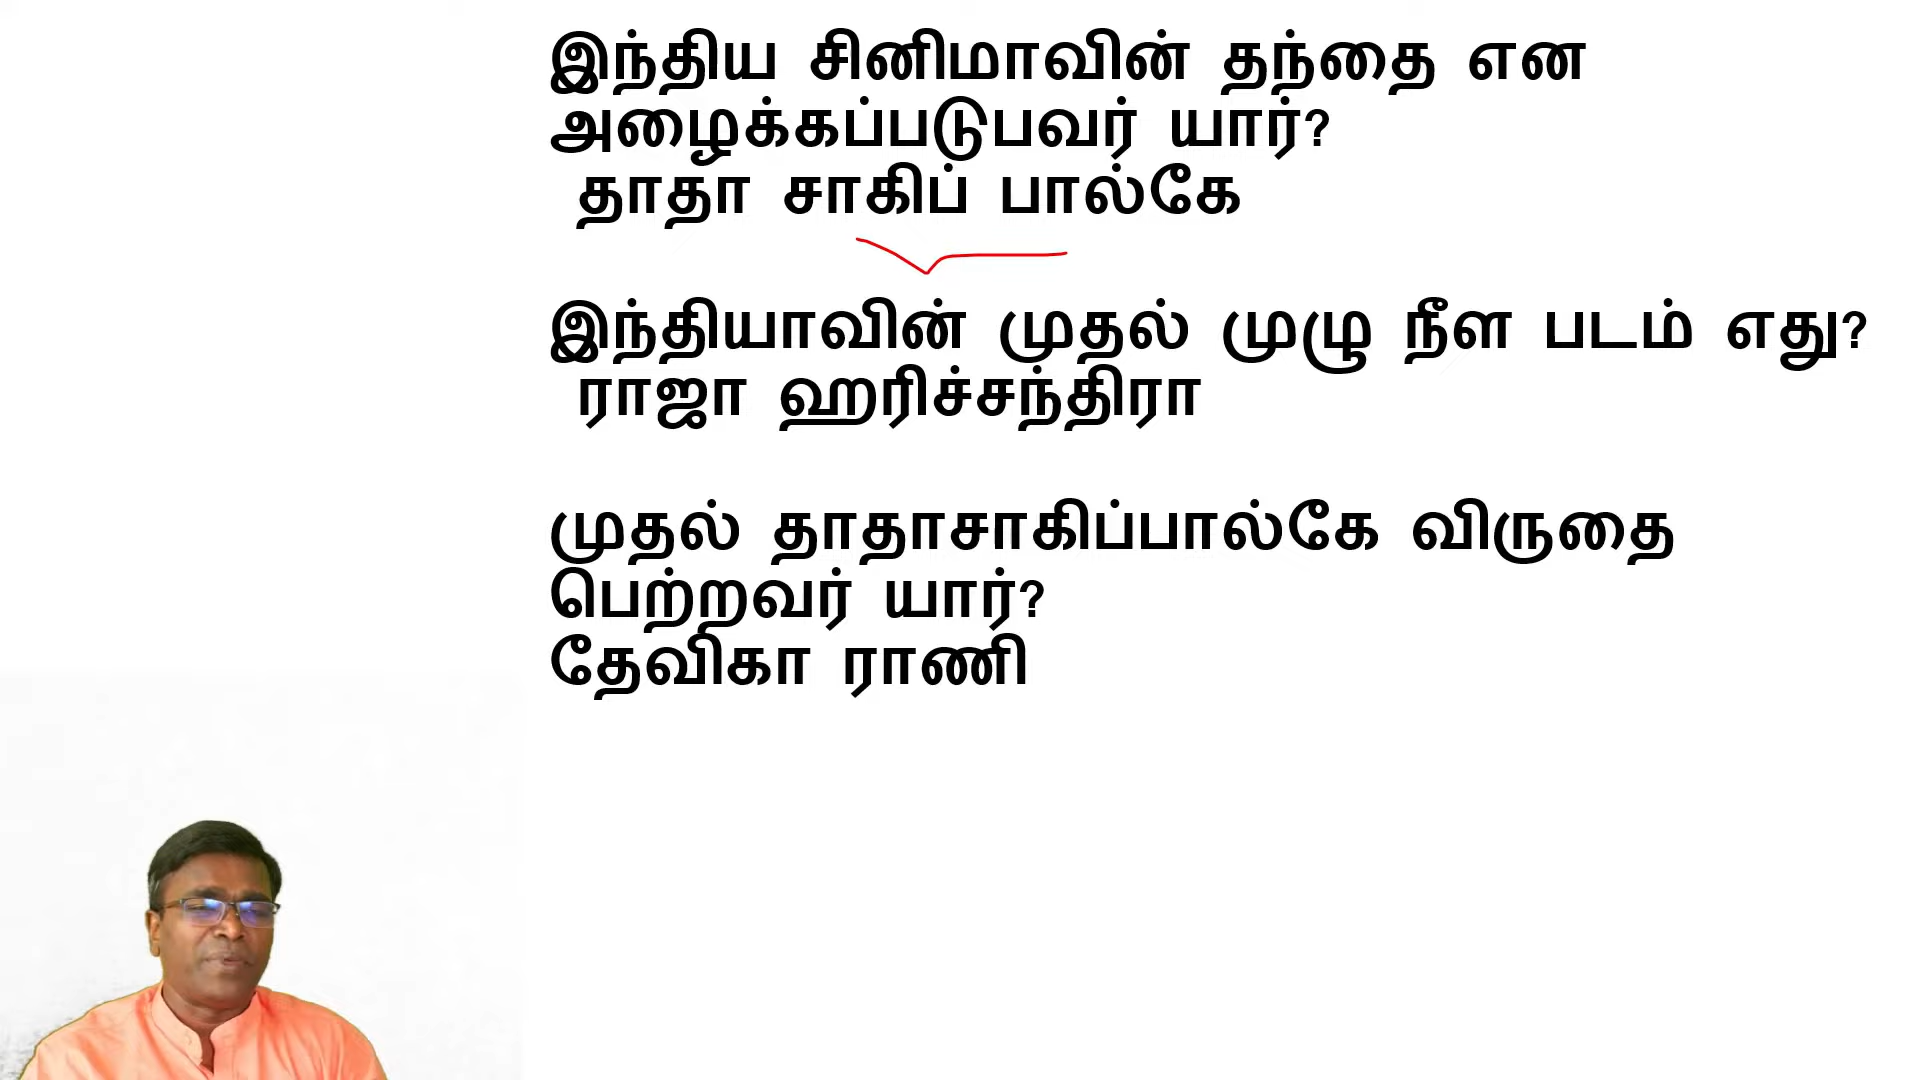 இந்திய சினிமாவின் தந்தை என
அழைக்கப்படுபவர் யார்?
தாதா சாகிப் பால்கே
இந்தியாவின் முதல் முழு நீள படம் எது?
ராஜா ஹரிச்சந்திரா
முதல் தாதாசாகிப்பால்கே விருதை
பெற்றவர் யார்?
தேவிகா ராணி